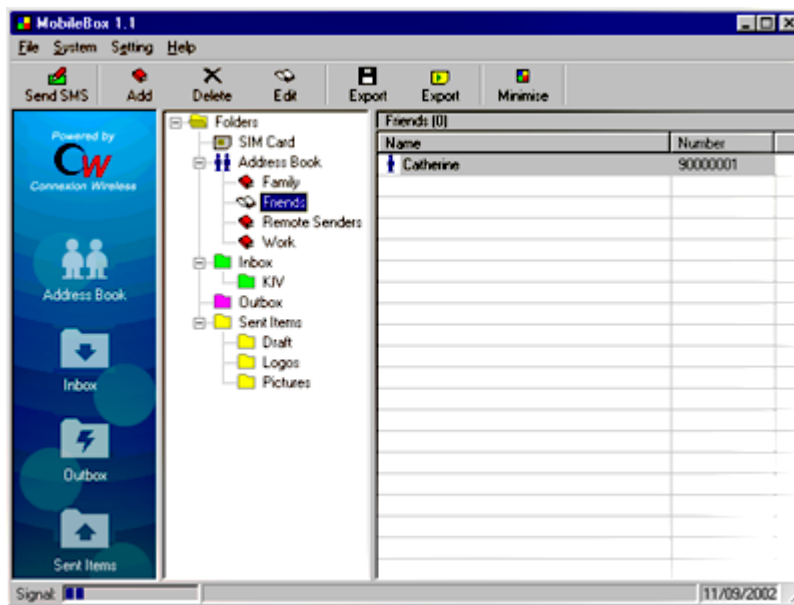 MobileBox 1.1
File System Setting Help
Send SMS Add Delete Edit Export Export Minimise
Powered by
CW
Connexion Wireless
Address Book
Inbox
Outbox
Sent Items
Folders
SIM Card
Address Book
Family
Friends
Remote Senders
Work
Inbox
KIV
Outbox
Sent Items
Draft
Logos
Pictures
Friends (0)
Name Number
Catherine 90000001
Signal: 11/09/2002